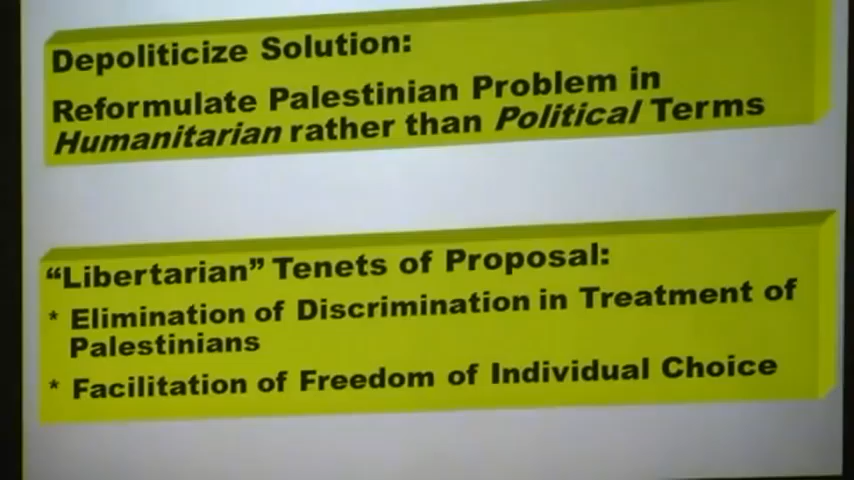 Depoliticize Solution:
Reformulate Palestinian Problem in
Humanitarian rather than Political Terms
“Libertarian” Tenets of Proposal:
* Elimination of Discrimination in Treatment of
Palestinians
* Facilitation of Freedom of Individual Choice